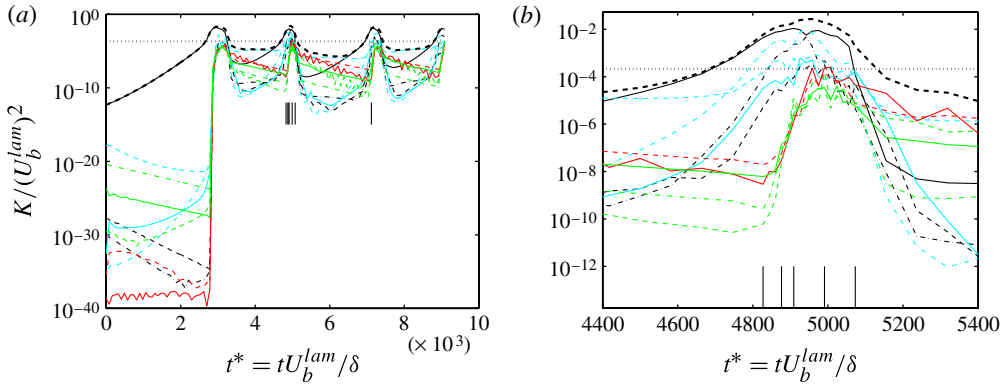 (a)
10^0
10^{-10}
10^{-20}
10^{-30}
10^{-40}
K/(U_b^{lam})^2
0 2 4 6 8 10
(× 10^3)
t* = tU_b^{lam}/δ
(b)
10^{-2}
10^{-4}
10^{-6}
10^{-8}
10^{-10}
10^{-12}
4400 4600 4800 5000 5200 5400
t* = tU_b^{lam}/δ